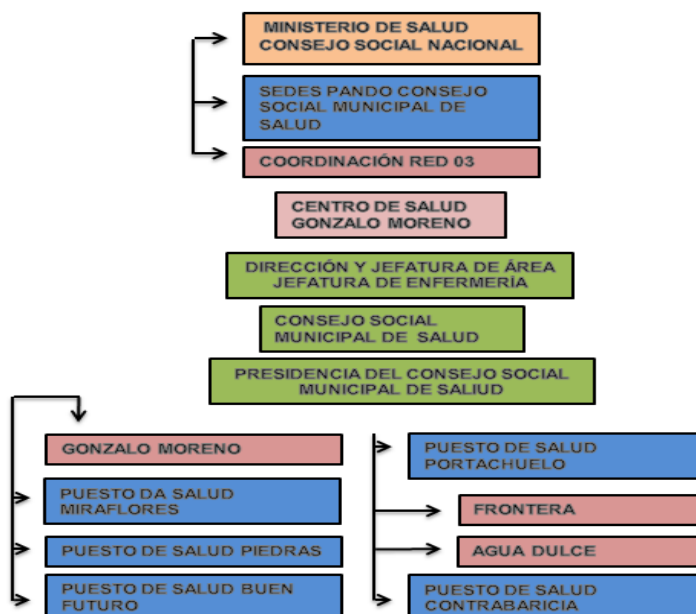 MINISTERIO DE SALUD
CONSEJO SOCIAL NACIONAL
SEDES PANDO CONSEJO
SOCIAL MUNICIPAL DE
SALUD
COORDINACIÓN RED 03
CENTRO DE SALUD
GONZALO MORENO
DIRECCIÓN Y JEFATURA DE ÁREA
JEFATURA DE ENFERMERÍA
CONSEJO SOCIAL
MUNICIPAL DE SALUD
PRESIDENCIA DEL CONSEJO SOCIAL
MUNICIPAL DE SALIUD
GONZALO MORENO
PUESTO DA SALUD
MIRAFLORES
PUESTO DE SALUD PIEDRAS
PUESTO DE SALUD BUEN
FUTURO
PUESTO DE SALUD
PORTACHUELO
FRONTERA
AGUA DULCE
PUESTO DE SALUD
CONTRABARICIA